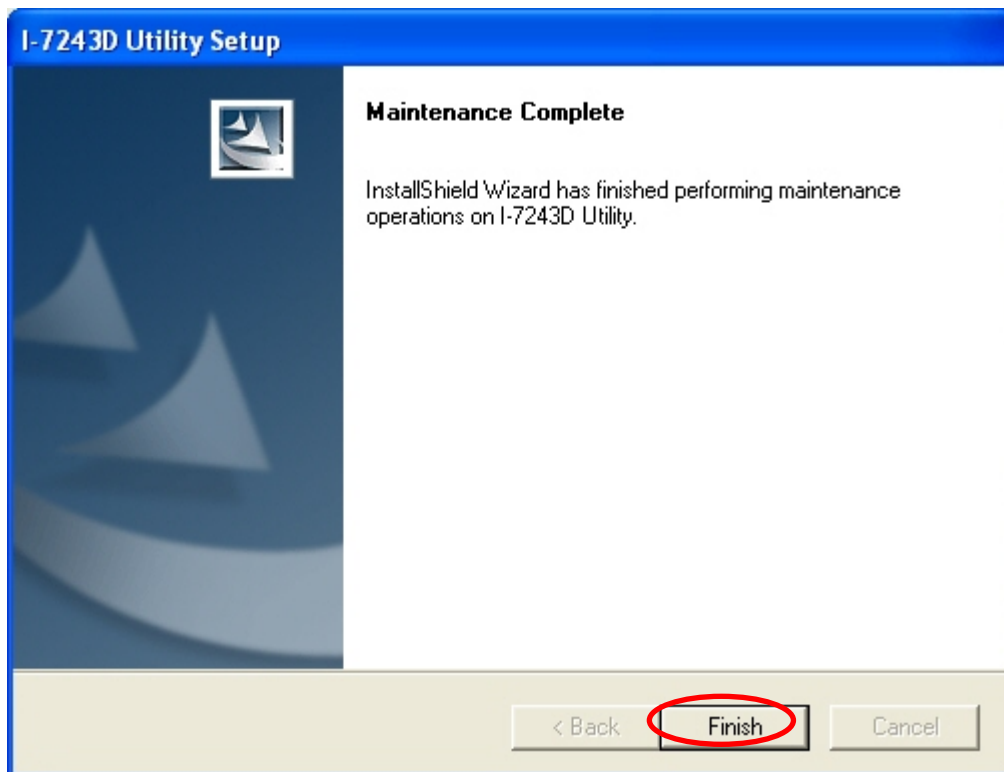 I-7243D Utility Setup
Maintenance Complete
InstallShield Wizard has finished performing maintenance
operations on I-7243D Utility.
< Back Finish Cancel